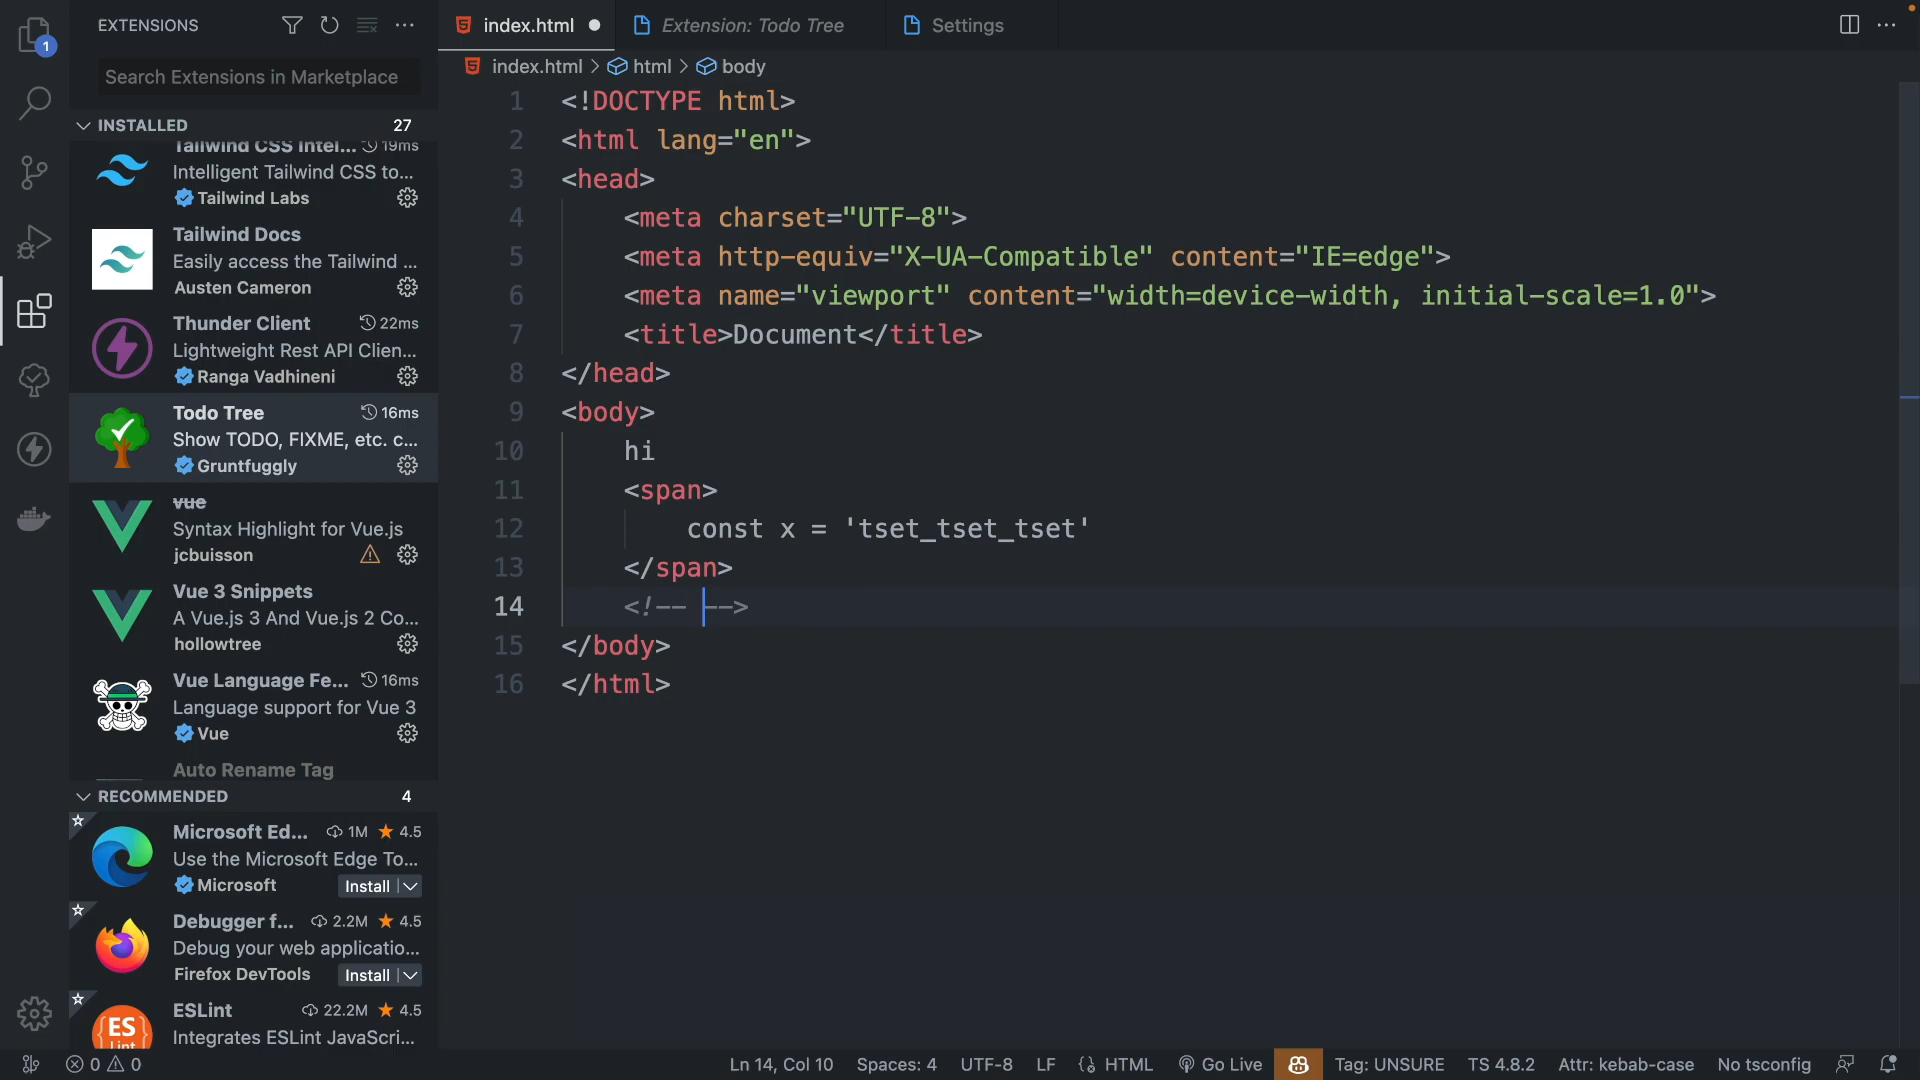 1
EXTENSIONS
Search Extensions in Marketplace
INSTALLED 27
Tailwind CSS Intel... 19ms
Intelligent Tailwind CSS to...
Tailwind Labs
Tailwind Docs
Easily access the Tailwind ...
Austen Cameron
Thunder Client 22ms
Lightweight Rest API Clien...
Ranga Vadhineni
Todo Tree 16ms
Show TODO, FIXME, etc. c...
Gruntfuggly
vue
Syntax Highlight for Vue.js
jcbuisson
Vue 3 Snippets
A Vue.js 3 And Vue.js 2 Co...
hollowtree
Vue Language Fe... 16ms
Language support for Vue 3
Vue
Auto Rename Tag
RECOMMENDED 4
Microsoft Ed... 1M 4.5
Use the Microsoft Edge To...
Microsoft Install
Debugger f... 2.2M 4.5
Debug your web applicatio...
Firefox DevTools Install
ESLint 22.2M 4.5
Integrates ESLint JavaScri...
ES
Lint
index.html Extension: Todo Tree Settings
index.html > html > body
1 <!DOCTYPE html>
2 <html lang="en">
3 <head>
4 <meta charset="UTF-8">
5 <meta http-equiv="X-UA-Compatible" content="IE=edge">
6 <meta name="viewport" content="width=device-width, initial-scale=1.0">
7 <title>Document</title>
8 </head>
9 <body>
10 hi
11 <span>
12 const x = 'tset_tset_tset'
13 </span>
14 <!-- -->
15 </body>
16 </html>
0 0 Ln 14, Col 10 Spaces: 4 UTF-8 LF {} HTML Go Live Tag: UNSURE TS 4.8.2 Attr: kebab-case No tsconfig